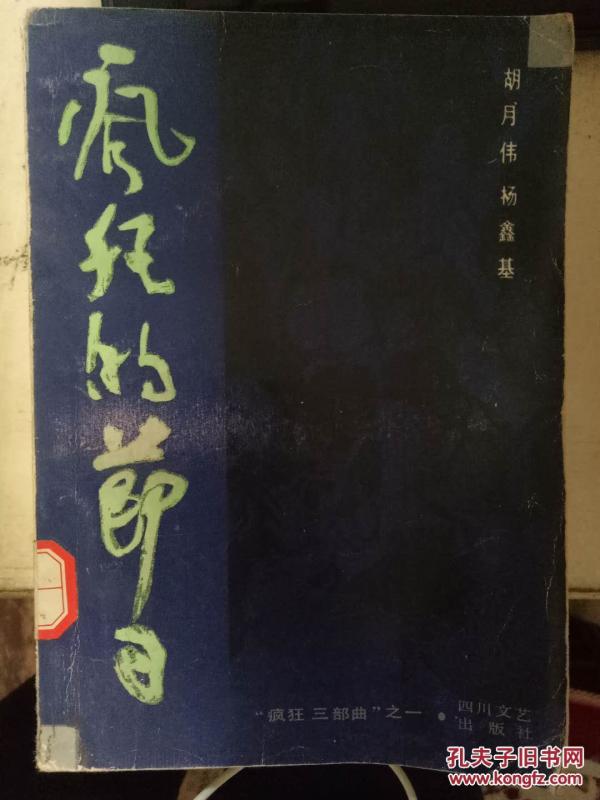 疯狂的節日
胡月伟 杨鑫基
“疯狂三部曲”之一·四川文艺
出版社
孔夫子旧书网
www.kongfz.com